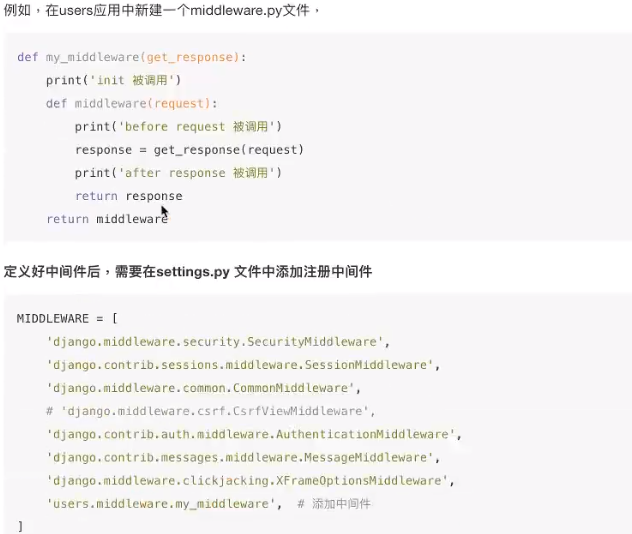 例如，在users应用中新建一个middleware.py文件，
def my_middleware(get_response):
print('init 被调用')
def middleware(request):
print('before request 被调用')
response = get_response(request)
print('after response 被调用')
return response
return middleware
定义好中间件后，需要在settings.py 文件中添加注册中间件
MIDDLEWARE = [
'django.middleware.security.SecurityMiddleware',
'django.contrib.sessions.middleware.SessionMiddleware',
'django.middleware.common.CommonMiddleware',
# 'django.middleware.csrf.CsrfViewMiddleware',
'django.contrib.auth.middleware.AuthenticationMiddleware',
'django.contrib.messages.middleware.MessageMiddleware',
'django.middleware.clickjacking.XFrameOptionsMiddleware',
'users.middleware.my_middleware',  # 添加中间件
]